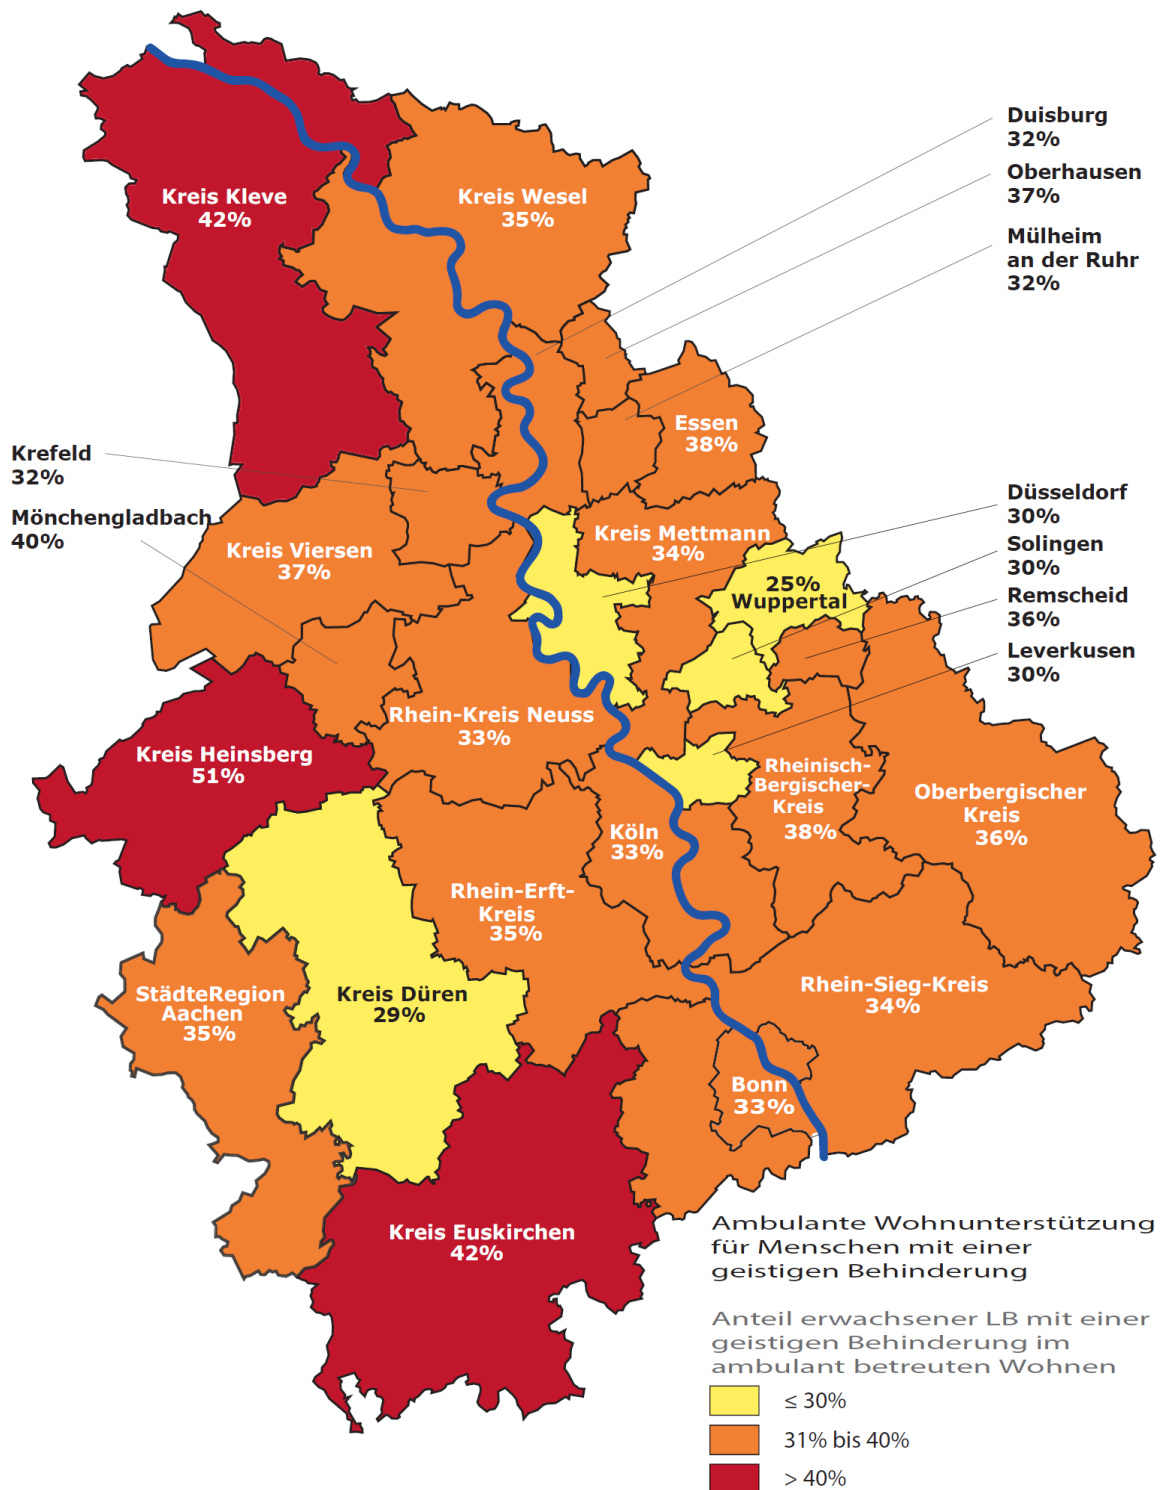 Duisburg
32%
Oberhausen
37%
Mülheim
an der Ruhr
32%
Kreis Kleve
42%
Kreis Wesel
35%
Essen
38%
Krefeld
32%
Mönchengladbach
40%
Kreis Viersen
37%
Kreis Mettmann
34%
Düsseldorf
30%
Solingen
30%
Remscheid
36%
Leverkusen
30%
25%
Wuppertal
Rhein-Kreis Neuss
33%
Kreis Heinsberg
51%
Rheinisch-
Bergischer-
Kreis
38%
Oberbergischer
Kreis
36%
Köln
33%
Rhein-Erft-
Kreis
35%
StädteRegion
Aachen
35%
Kreis Düren
29%
Rhein-Sieg-Kreis
34%
Bonn
33%
Kreis Euskirchen
42%
Ambulante Wohnunterstützung
für Menschen mit einer
geistigen Behinderung
Anteil erwachsener LB mit einer
geistigen Behinderung im
ambulant betreuten Wohnen
≤ 30%
31% bis 40%
> 40%